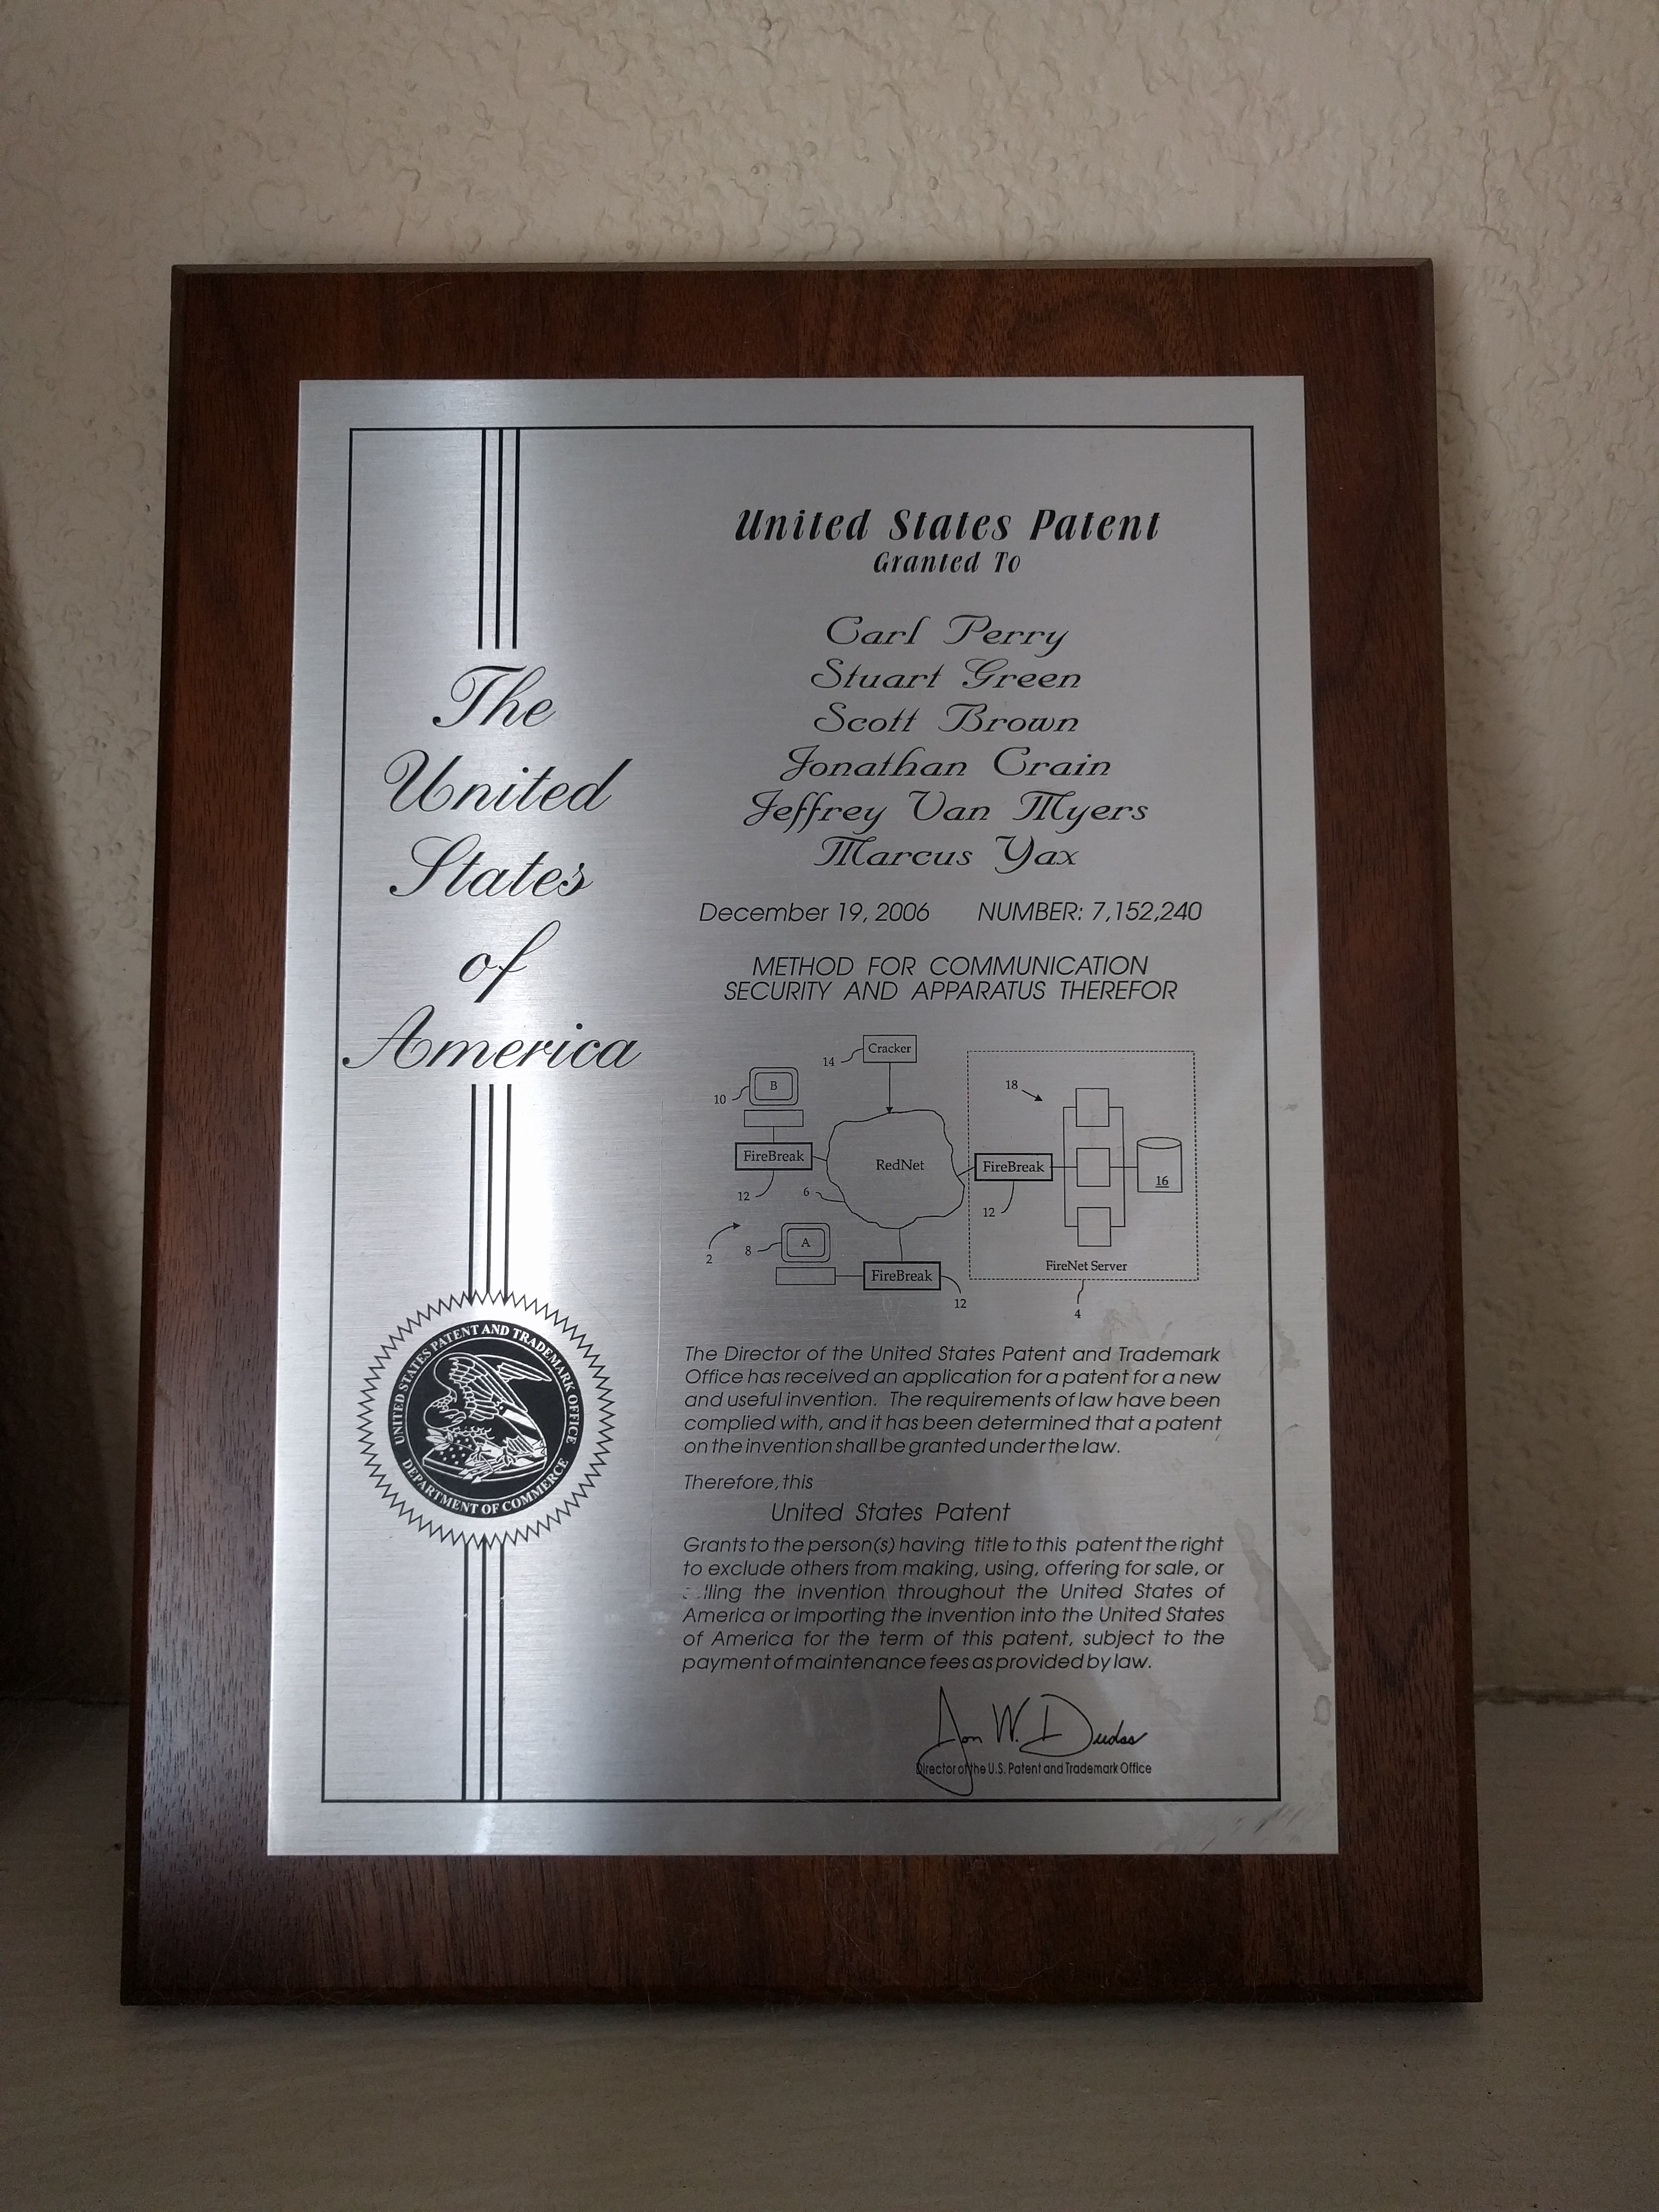 The
United
States
of
America
UNITED STATES PATENT AND TRADEMARK OFFICE
DEPARTMENT OF COMMERCE
United States Patent
Granted To
Carl Perry
Stuart Green
Scott Brown
Jonathan Crain
Jeffrey Van Myers
Marcus Yax
December 19, 2006 NUMBER: 7,152,240
METHOD FOR COMMUNICATION
SECURITY AND APPARATUS THEREFOR
14 Cracker
10 B
18
FireBreak
RedNet
FireBreak
16
12
6
12
2
8 A
FireNet Server
FireBreak
12
4
The Director of the United States Patent and Trademark
Office has received an application for a patent for a new
and useful invention. The requirements of law have been
complied with, and it has been determined that a patent
on the invention shall be granted under the law.
Therefore, this
United States Patent
Grants to the person(s) having title to this patent the right
to exclude others from making, using, offering for sale, or
lling the invention throughout the United States of
America or importing the invention into the United States
of America for the term of this patent, subject to the
payment of maintenance fees as provided by law.
Jon W. Dudas
Director of the U.S. Patent and Trademark Office